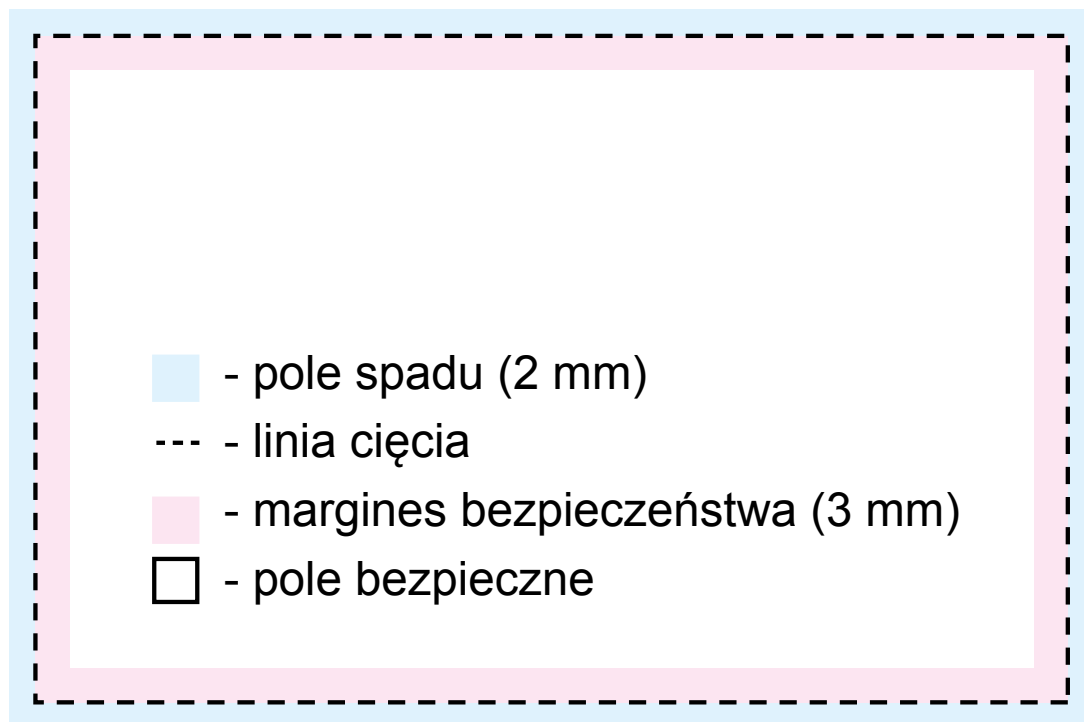 - pole spadu (2 mm)
- linia cięcia
- margines bezpieczeństwa (3 mm)
- pole bezpieczne